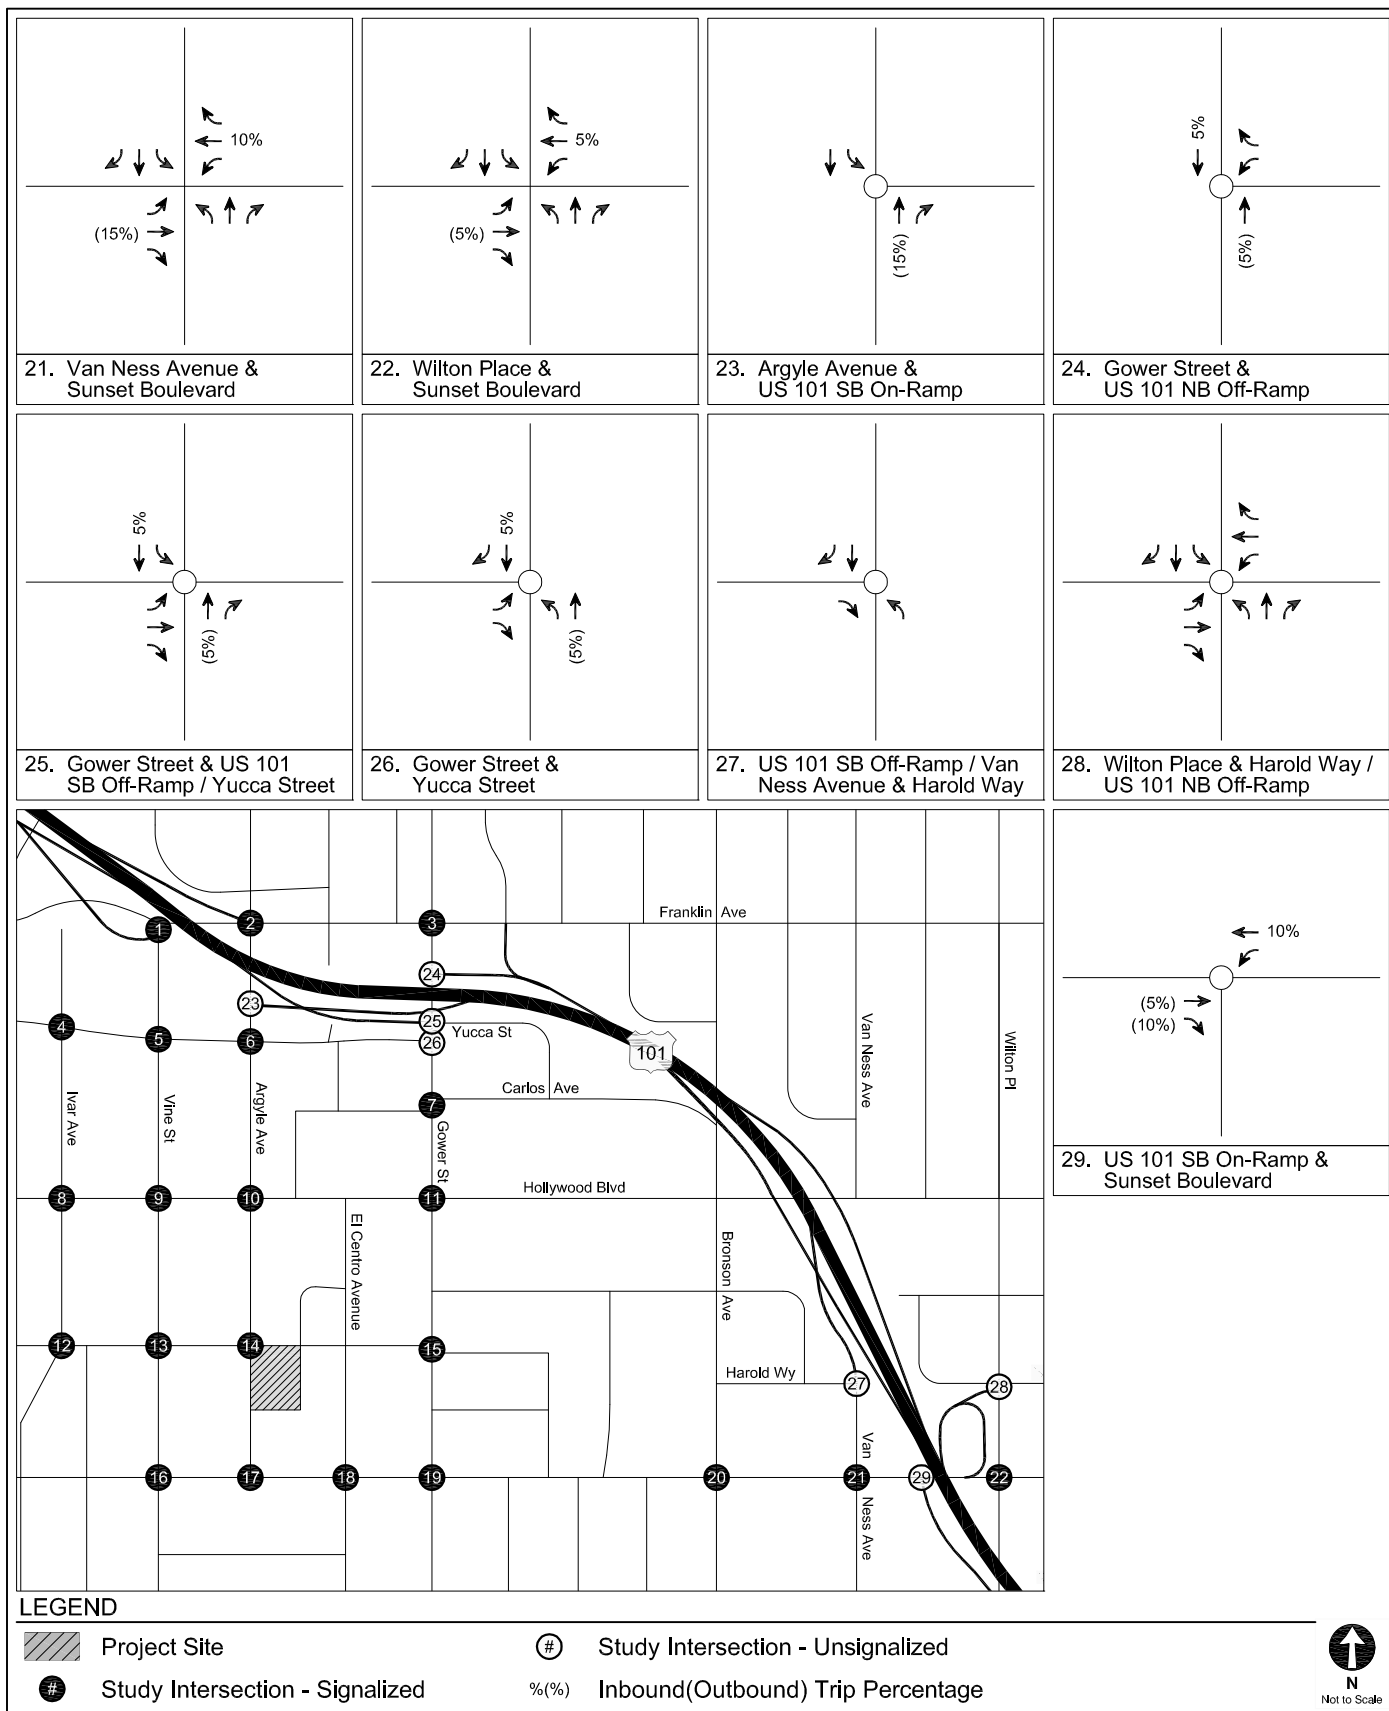 10%
(15%)
21. Van Ness Avenue &
Sunset Boulevard
5%
(5%)
22. Wilton Place &
Sunset Boulevard
(15%)
23. Argyle Avenue &
US 101 SB On-Ramp
5%
(5%)
24. Gower Street &
US 101 NB Off-Ramp
5%
(5%)
25. Gower Street & US 101
SB Off-Ramp / Yucca Street
5%
(5%)
26. Gower Street &
Yucca Street
27. US 101 SB Off-Ramp / Van
Ness Avenue & Harold Way
28. Wilton Place & Harold Way /
US 101 NB Off-Ramp
10%
(5%)
(10%)
29. US 101 SB On-Ramp &
Sunset Boulevard
Franklin Ave
1
2
3
24
23
25
4
5
6
Yucca St
26
101
Van Ness Ave
Wilton Pl
Ivar Ave
Vine St
Argyle Ave
Carlos Ave
7
Gower St
8
9
10
11
Hollywood Blvd
El Centro Avenue
Bronson Ave
12
13
14
15
Harold Wy
27
28
16
17
18
19
20
21
29
22
Van Ness Ave
LEGEND
Project Site
# Study Intersection - Unsignalized
# Study Intersection - Signalized
%(%) Inbound(Outbound) Trip Percentage
N
Not to Scale